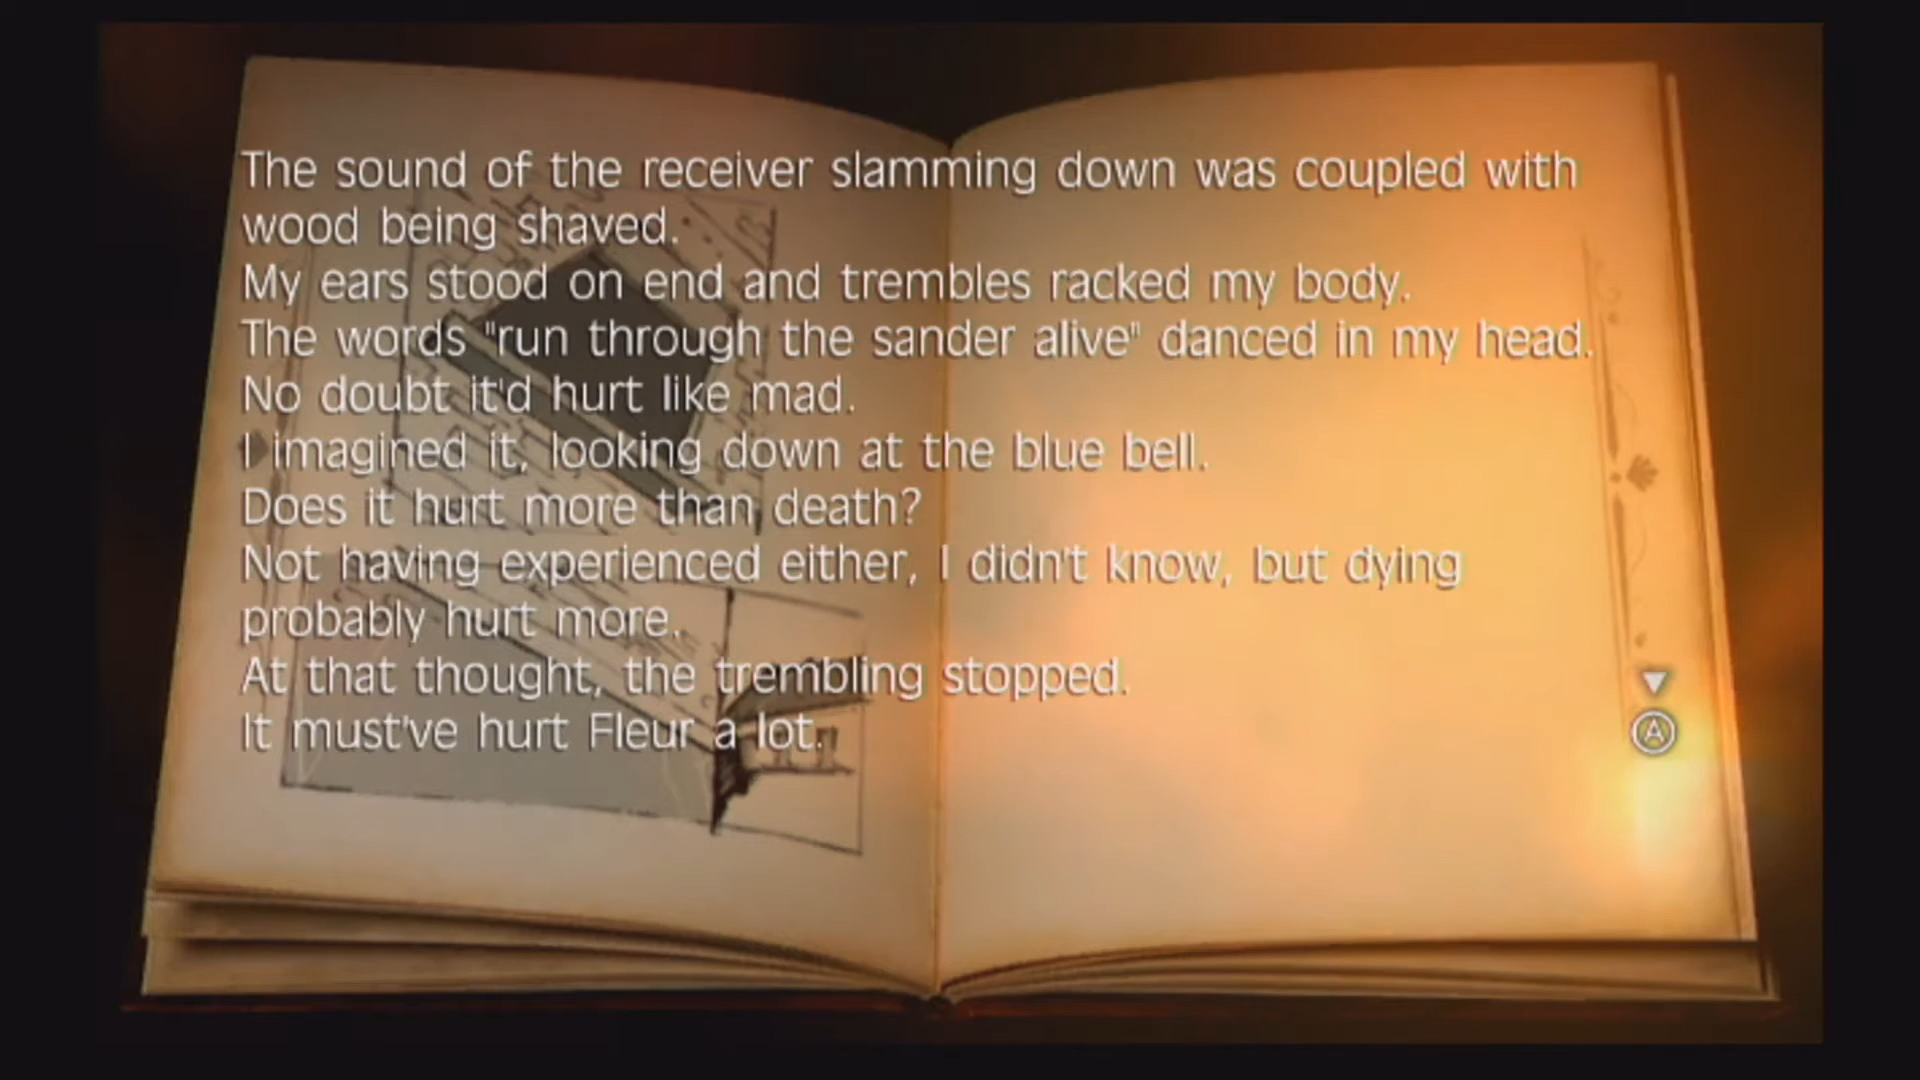 The sound of the receiver slamming down was coupled with
wood being shaved.
My ears stood on end and trembles racked my body.
The words "run through the sander alive" danced in my head.
No doubt it'd hurt like mad.
I imagined it, looking down at the blue bell.
Does it hurt more than death?
Not having experienced either, I didn't know, but dying
probably hurt more.
At that thought, the trembling stopped.
It must've hurt Fleur a lot.
A